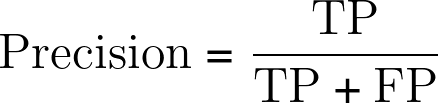 Precision = TP / TP + FP